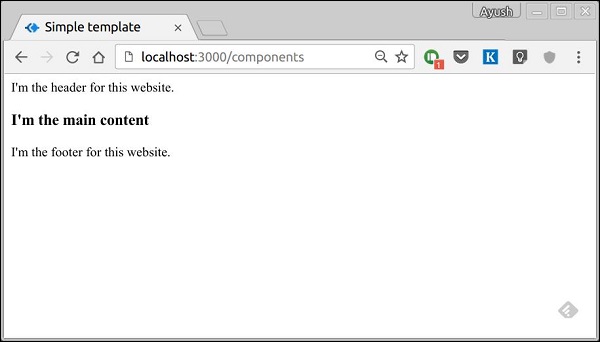 Ayush
Simple template
localhost:3000/components
1
K
I'm the header for this website.
I'm the main content
I'm the footer for this website.